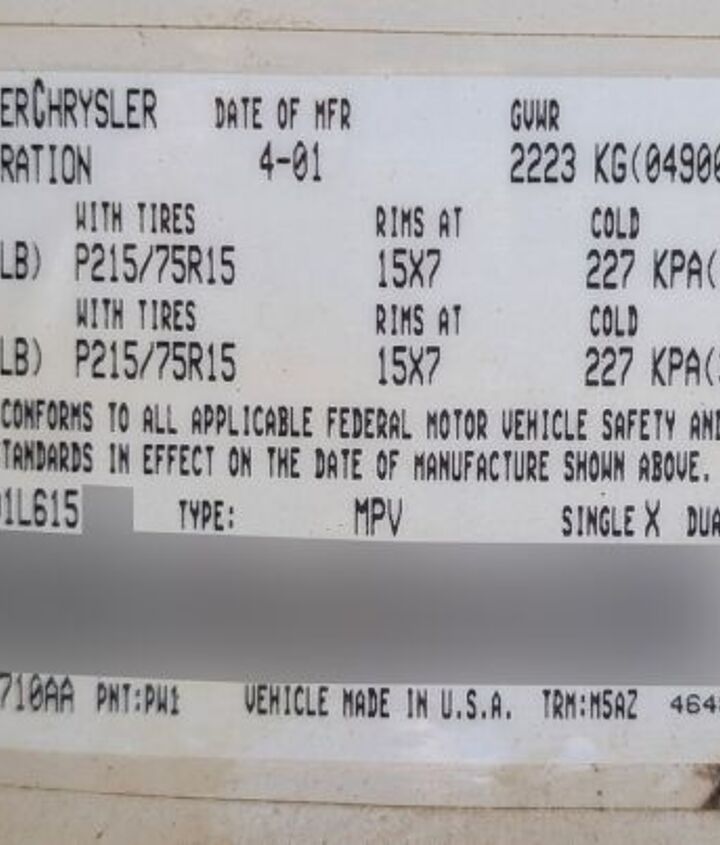 ERCHRYSLER DATE OF MFR GVWR
RATION 4-01 2223 KG(0490
WITH TIRES RIMS AT COLD
LB) P215/75R15 15X7 227 KPA(
WITH TIRES RIMS AT COLD
LB) P215/75R15 15X7 227 KPA(
CONFORMS TO ALL APPLICABLE FEDERAL MOTOR VEHICLE SAFETY AND
TANDARDS IN EFFECT ON THE DATE OF MANUFACTURE SHOWN ABOVE.
1L615 TYPE: MPV SINGLE X DUA
710AA PNT:PW1 VEHICLE MADE IN U.S.A. TRM:M5AZ 464